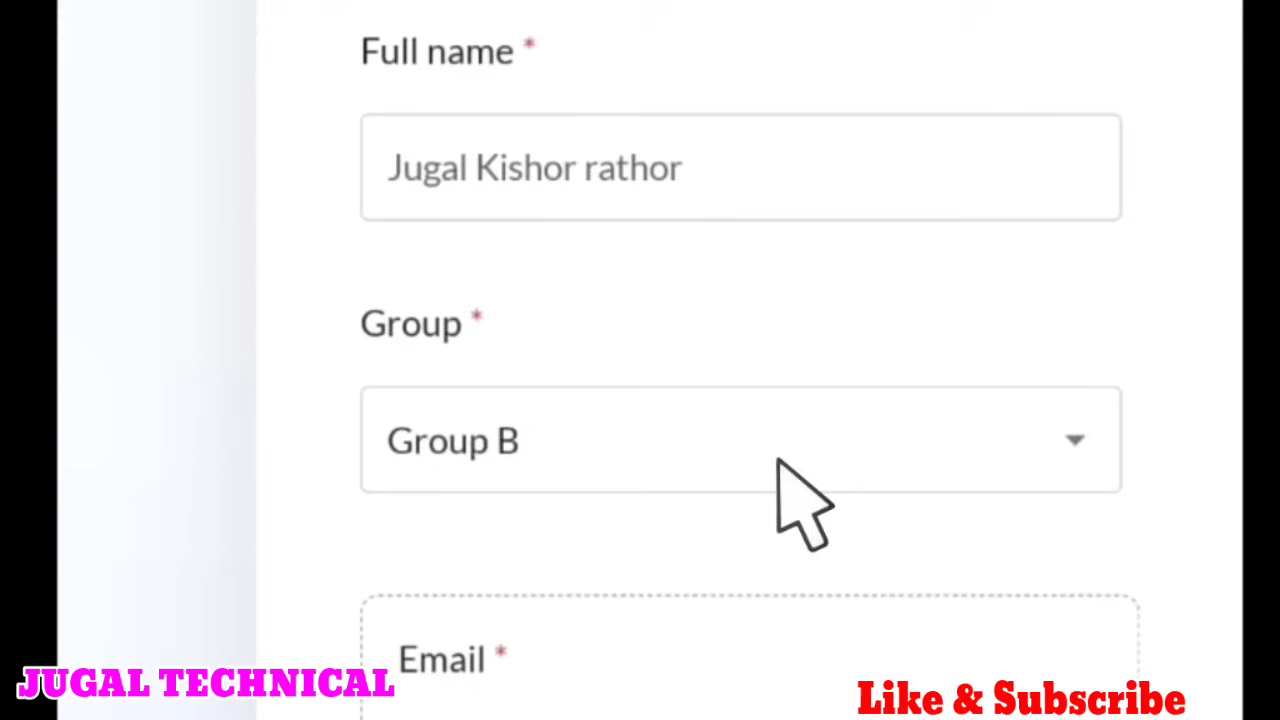 Full name *
Jugal Kishor rathor
Group *
Group B
Email *
JUGAL TECHNICAL
Like & Subscribe